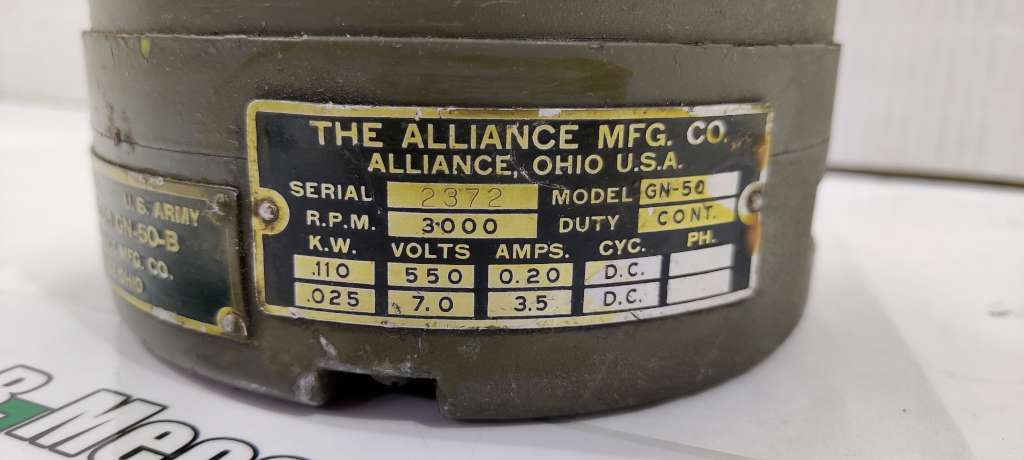 THE ALLIANCE MFG. CO.
ALLIANCE, OHIO U.S.A.
SERIAL 2372 MODEL GN-50
R.P.M. 3000 DUTY CONT.
K.W. VOLTS AMPS. CYC. PH.
.110 550 0.20 D.C.
.025 7.0 3.5 D.C.
U.S. ARMY
GN-50-B
MFG. CO.
OHIO